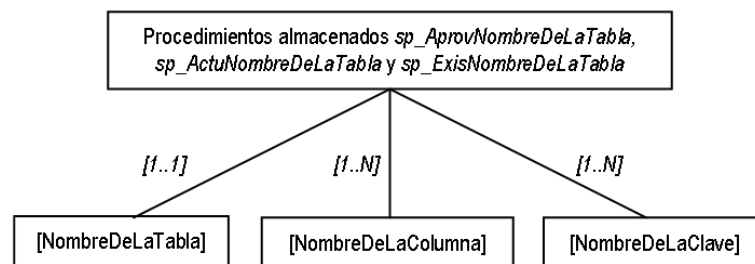 Procedimientos almacenados sp_AprovNombreDeLaTabla,
sp_ActuNombreDeLaTabla y sp_ExisNombreDeLaTabla
[1..1]
[1..N]
[1..N]
[NombreDeLaTabla]
[NombreDeLaColumna]
[NombreDeLaClave]